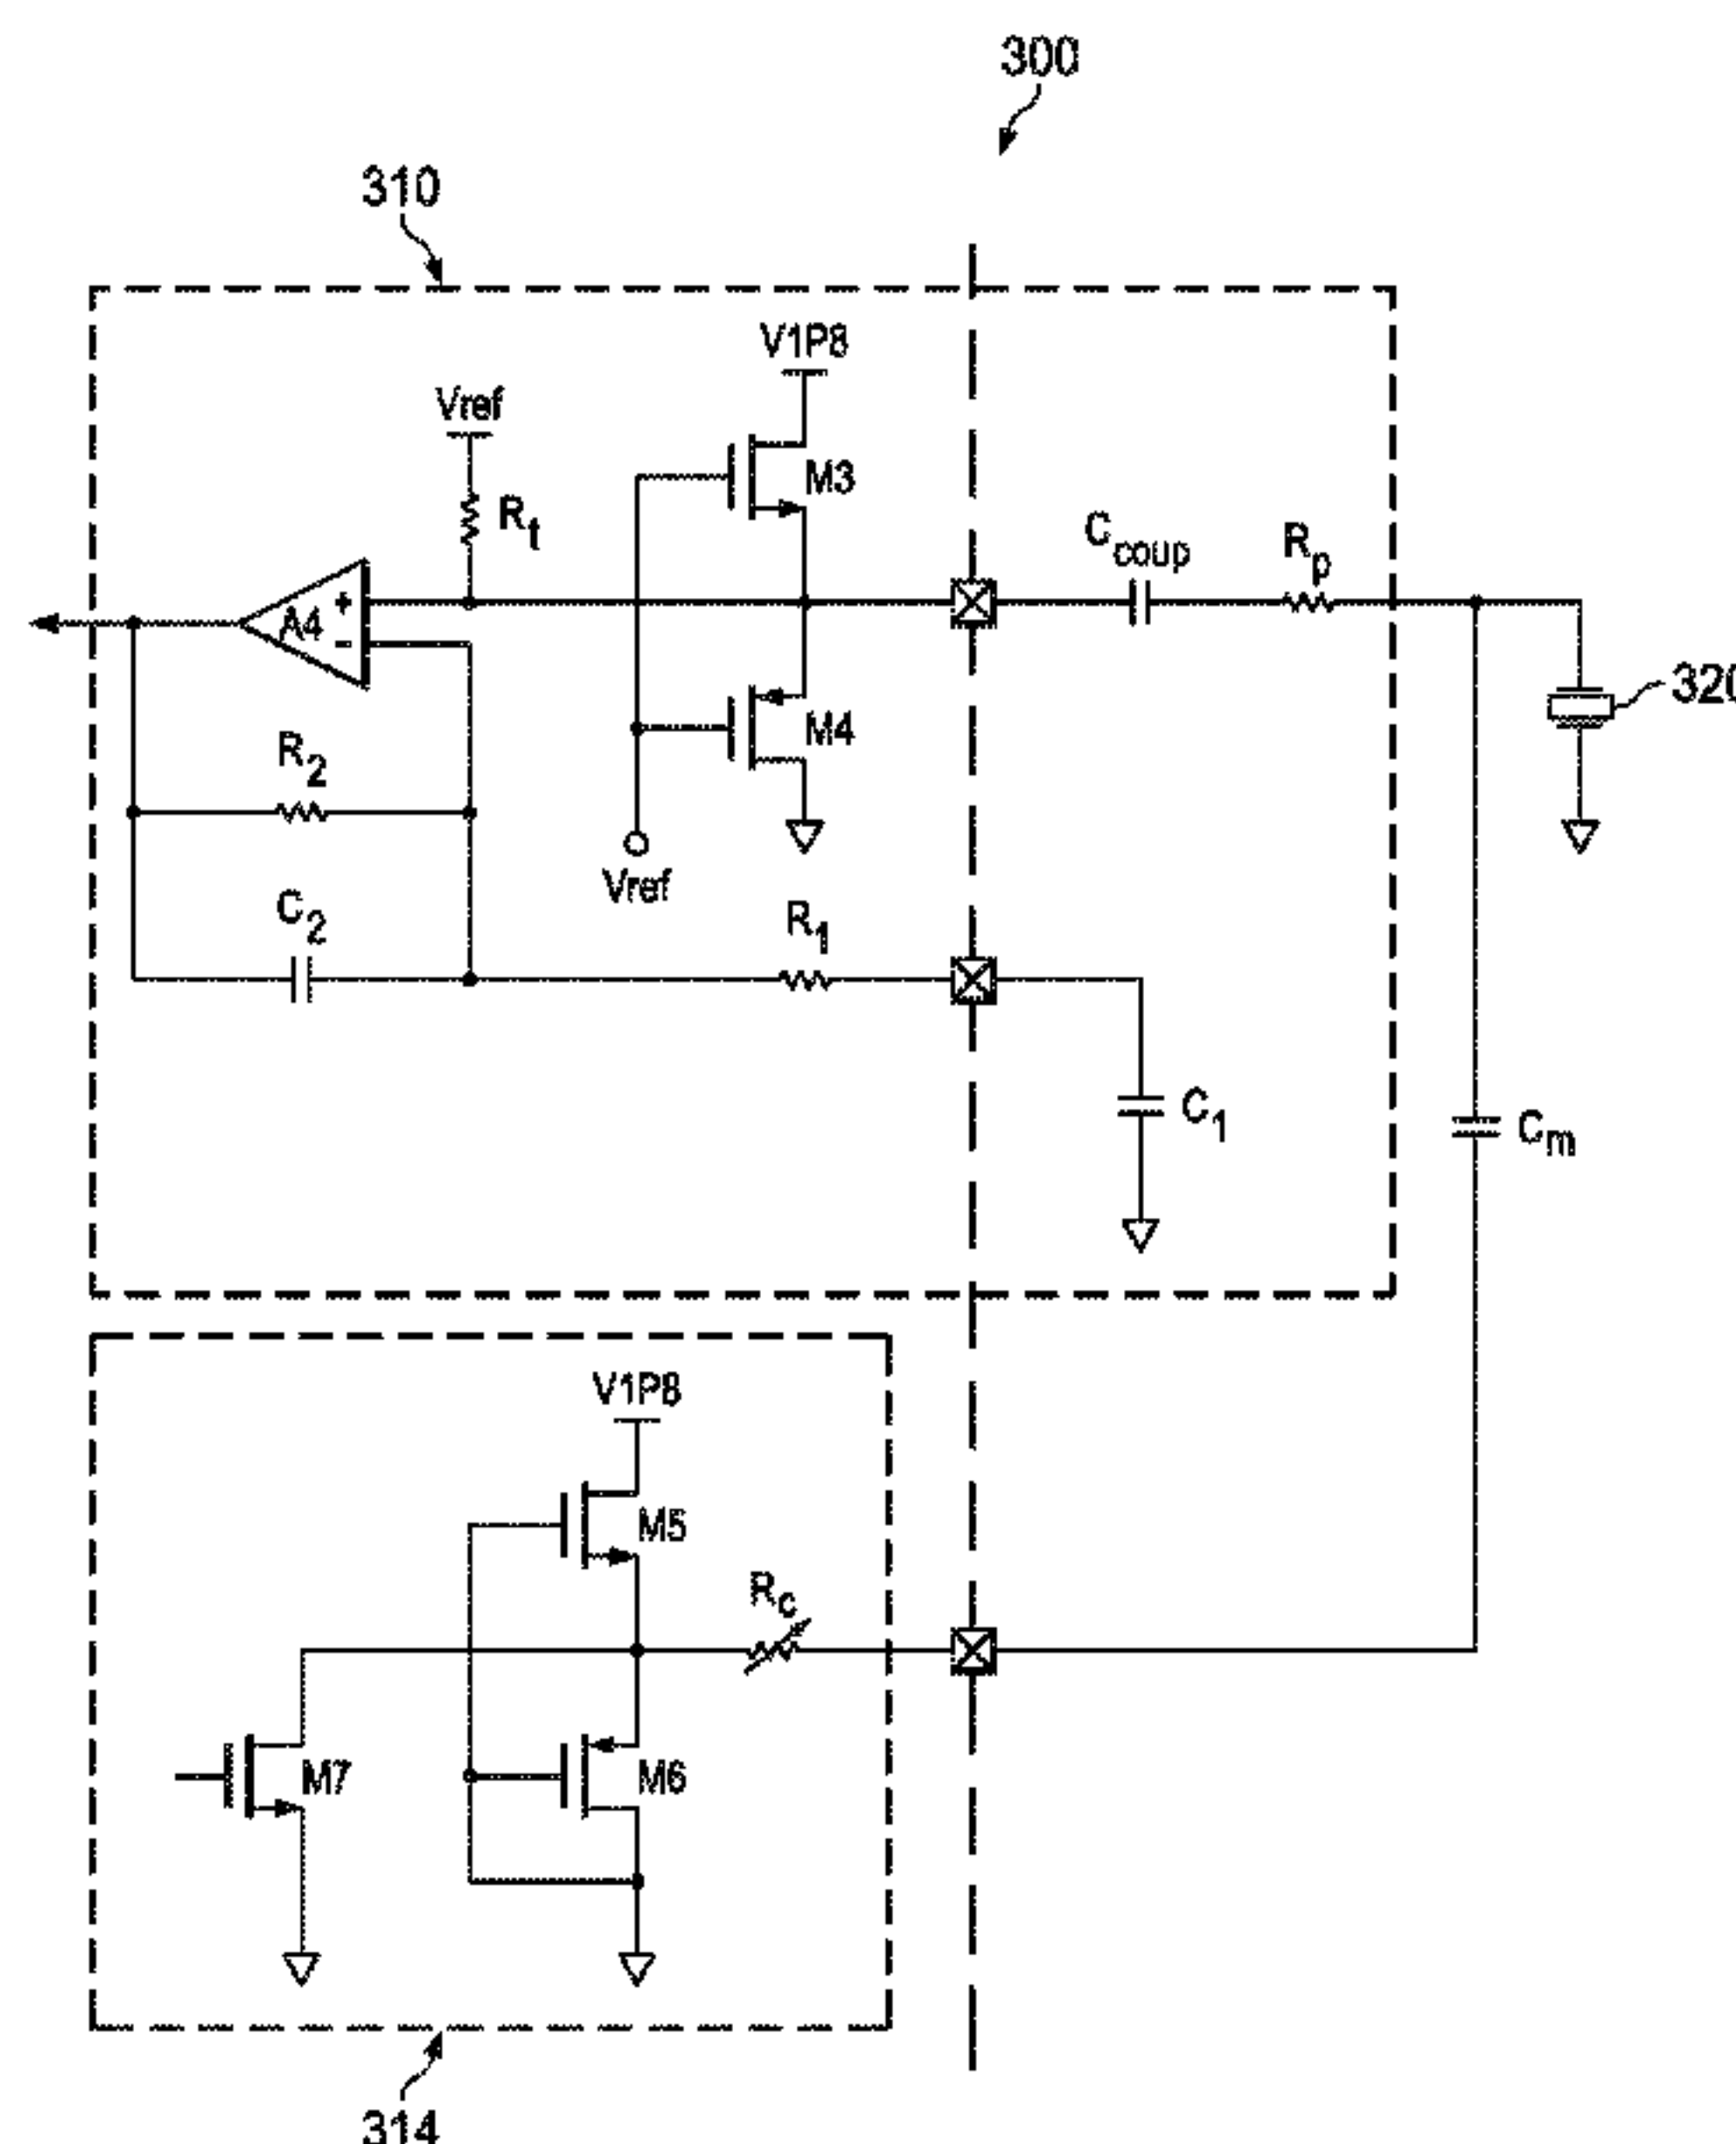 300
310
V1P8
Vref
M3
Rt
Ccoup
Rp
+
A4
-
320
M4
R2
Vref
C2
R1
C1
Cm
V1P8
M5
Rc
M7
M6
314